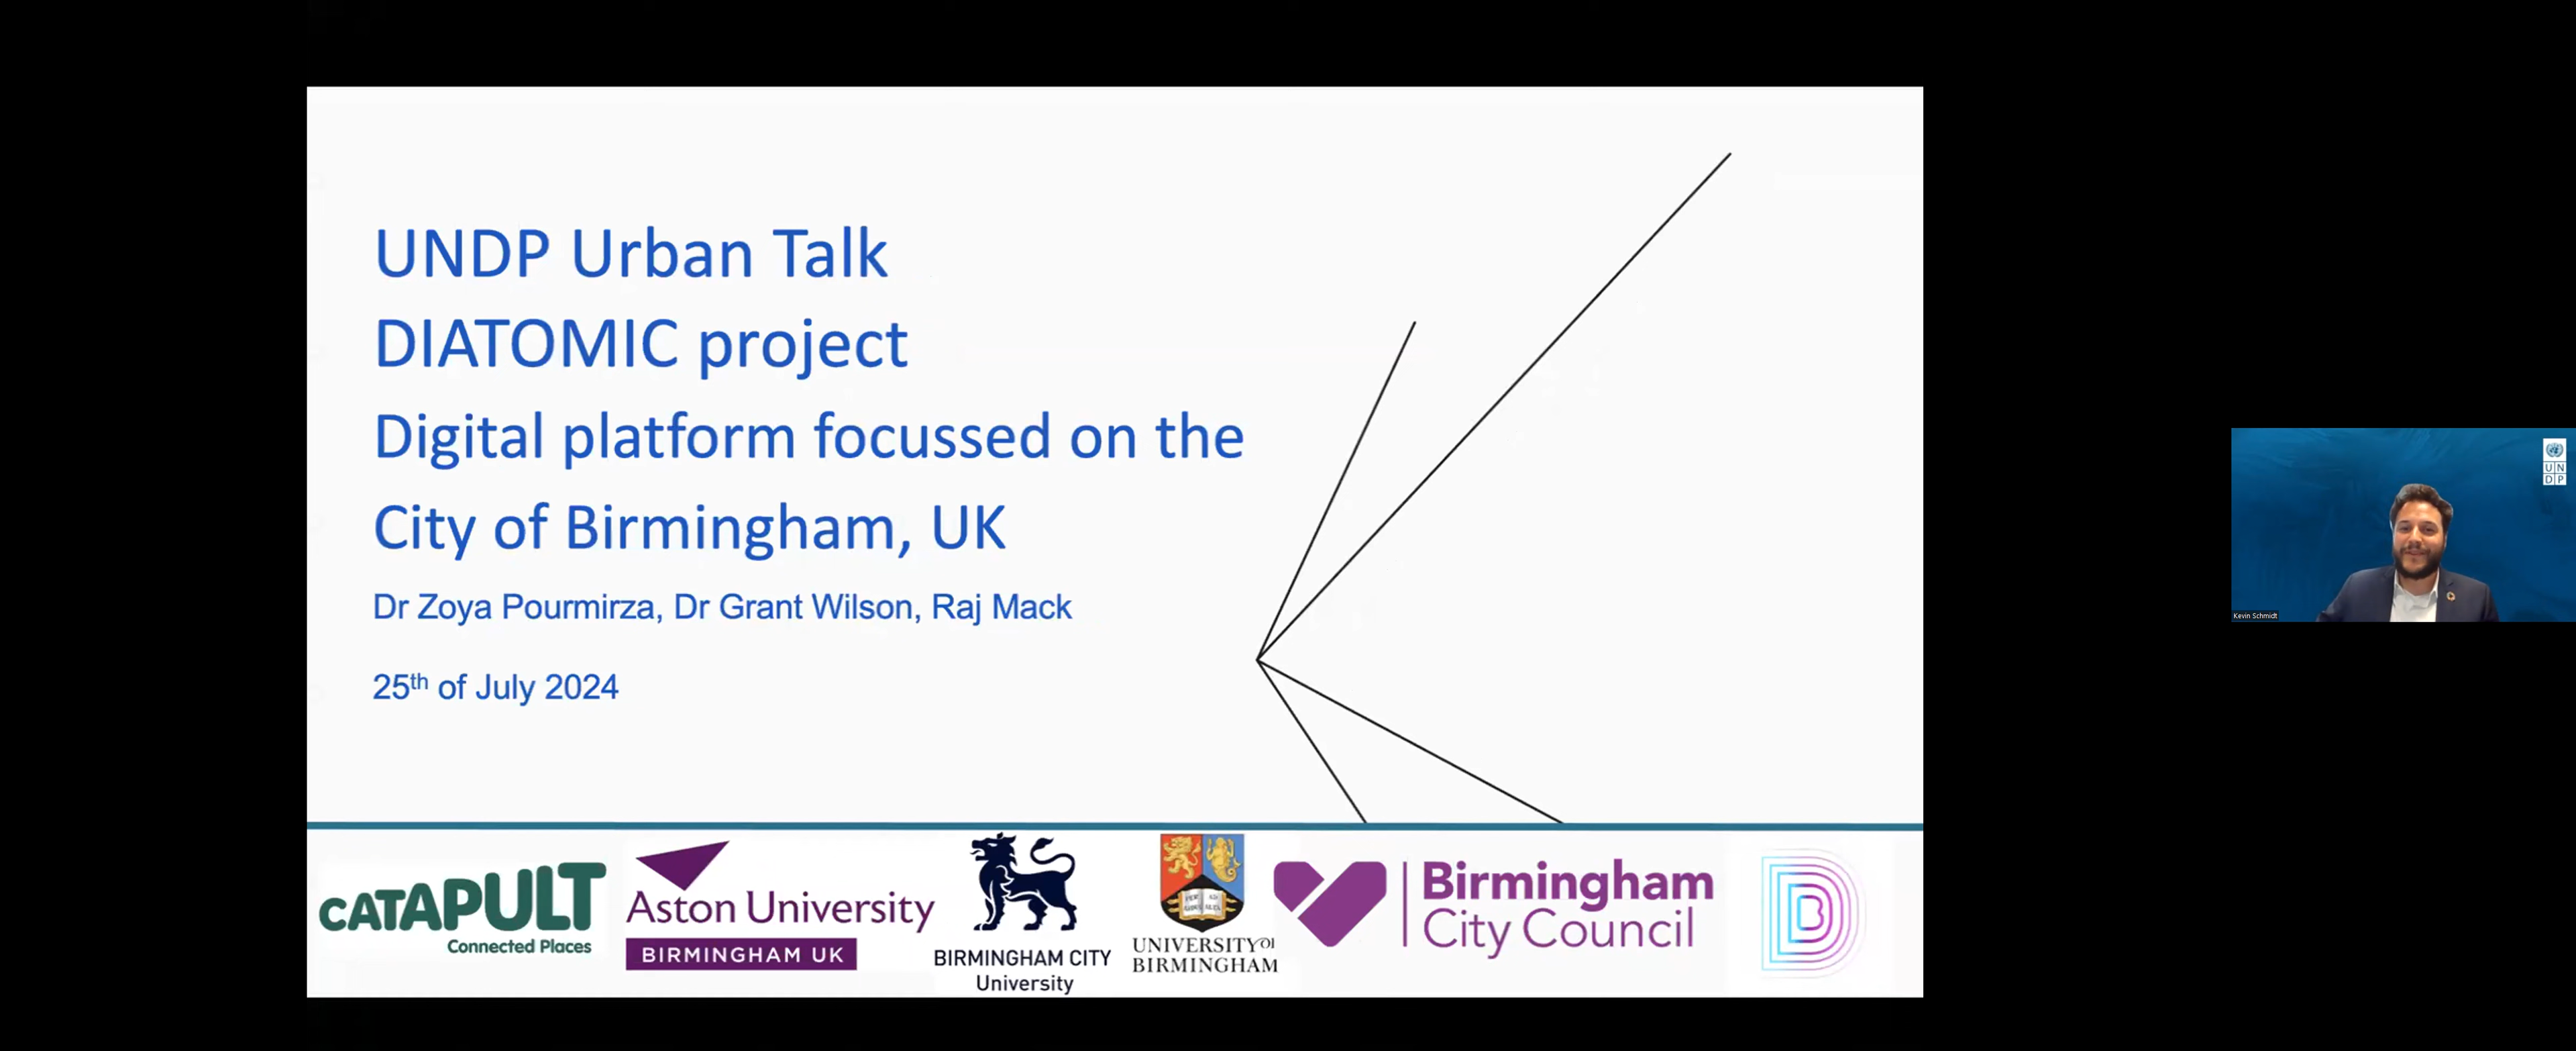 UNDP Urban Talk
DIATOMIC project
Digital platform focussed on the
City of Birmingham, UK
Dr Zoya Pourmirza, Dr Grant Wilson, Raj Mack
25th of July 2024
CATAPULT
Connected Places
Aston University
BIRMINGHAM UK
BIRMINGHAM CITY
University
UNIVERSITY OF
BIRMINGHAM
Birmingham
City Council
U N
D P
Kevin Schmidt